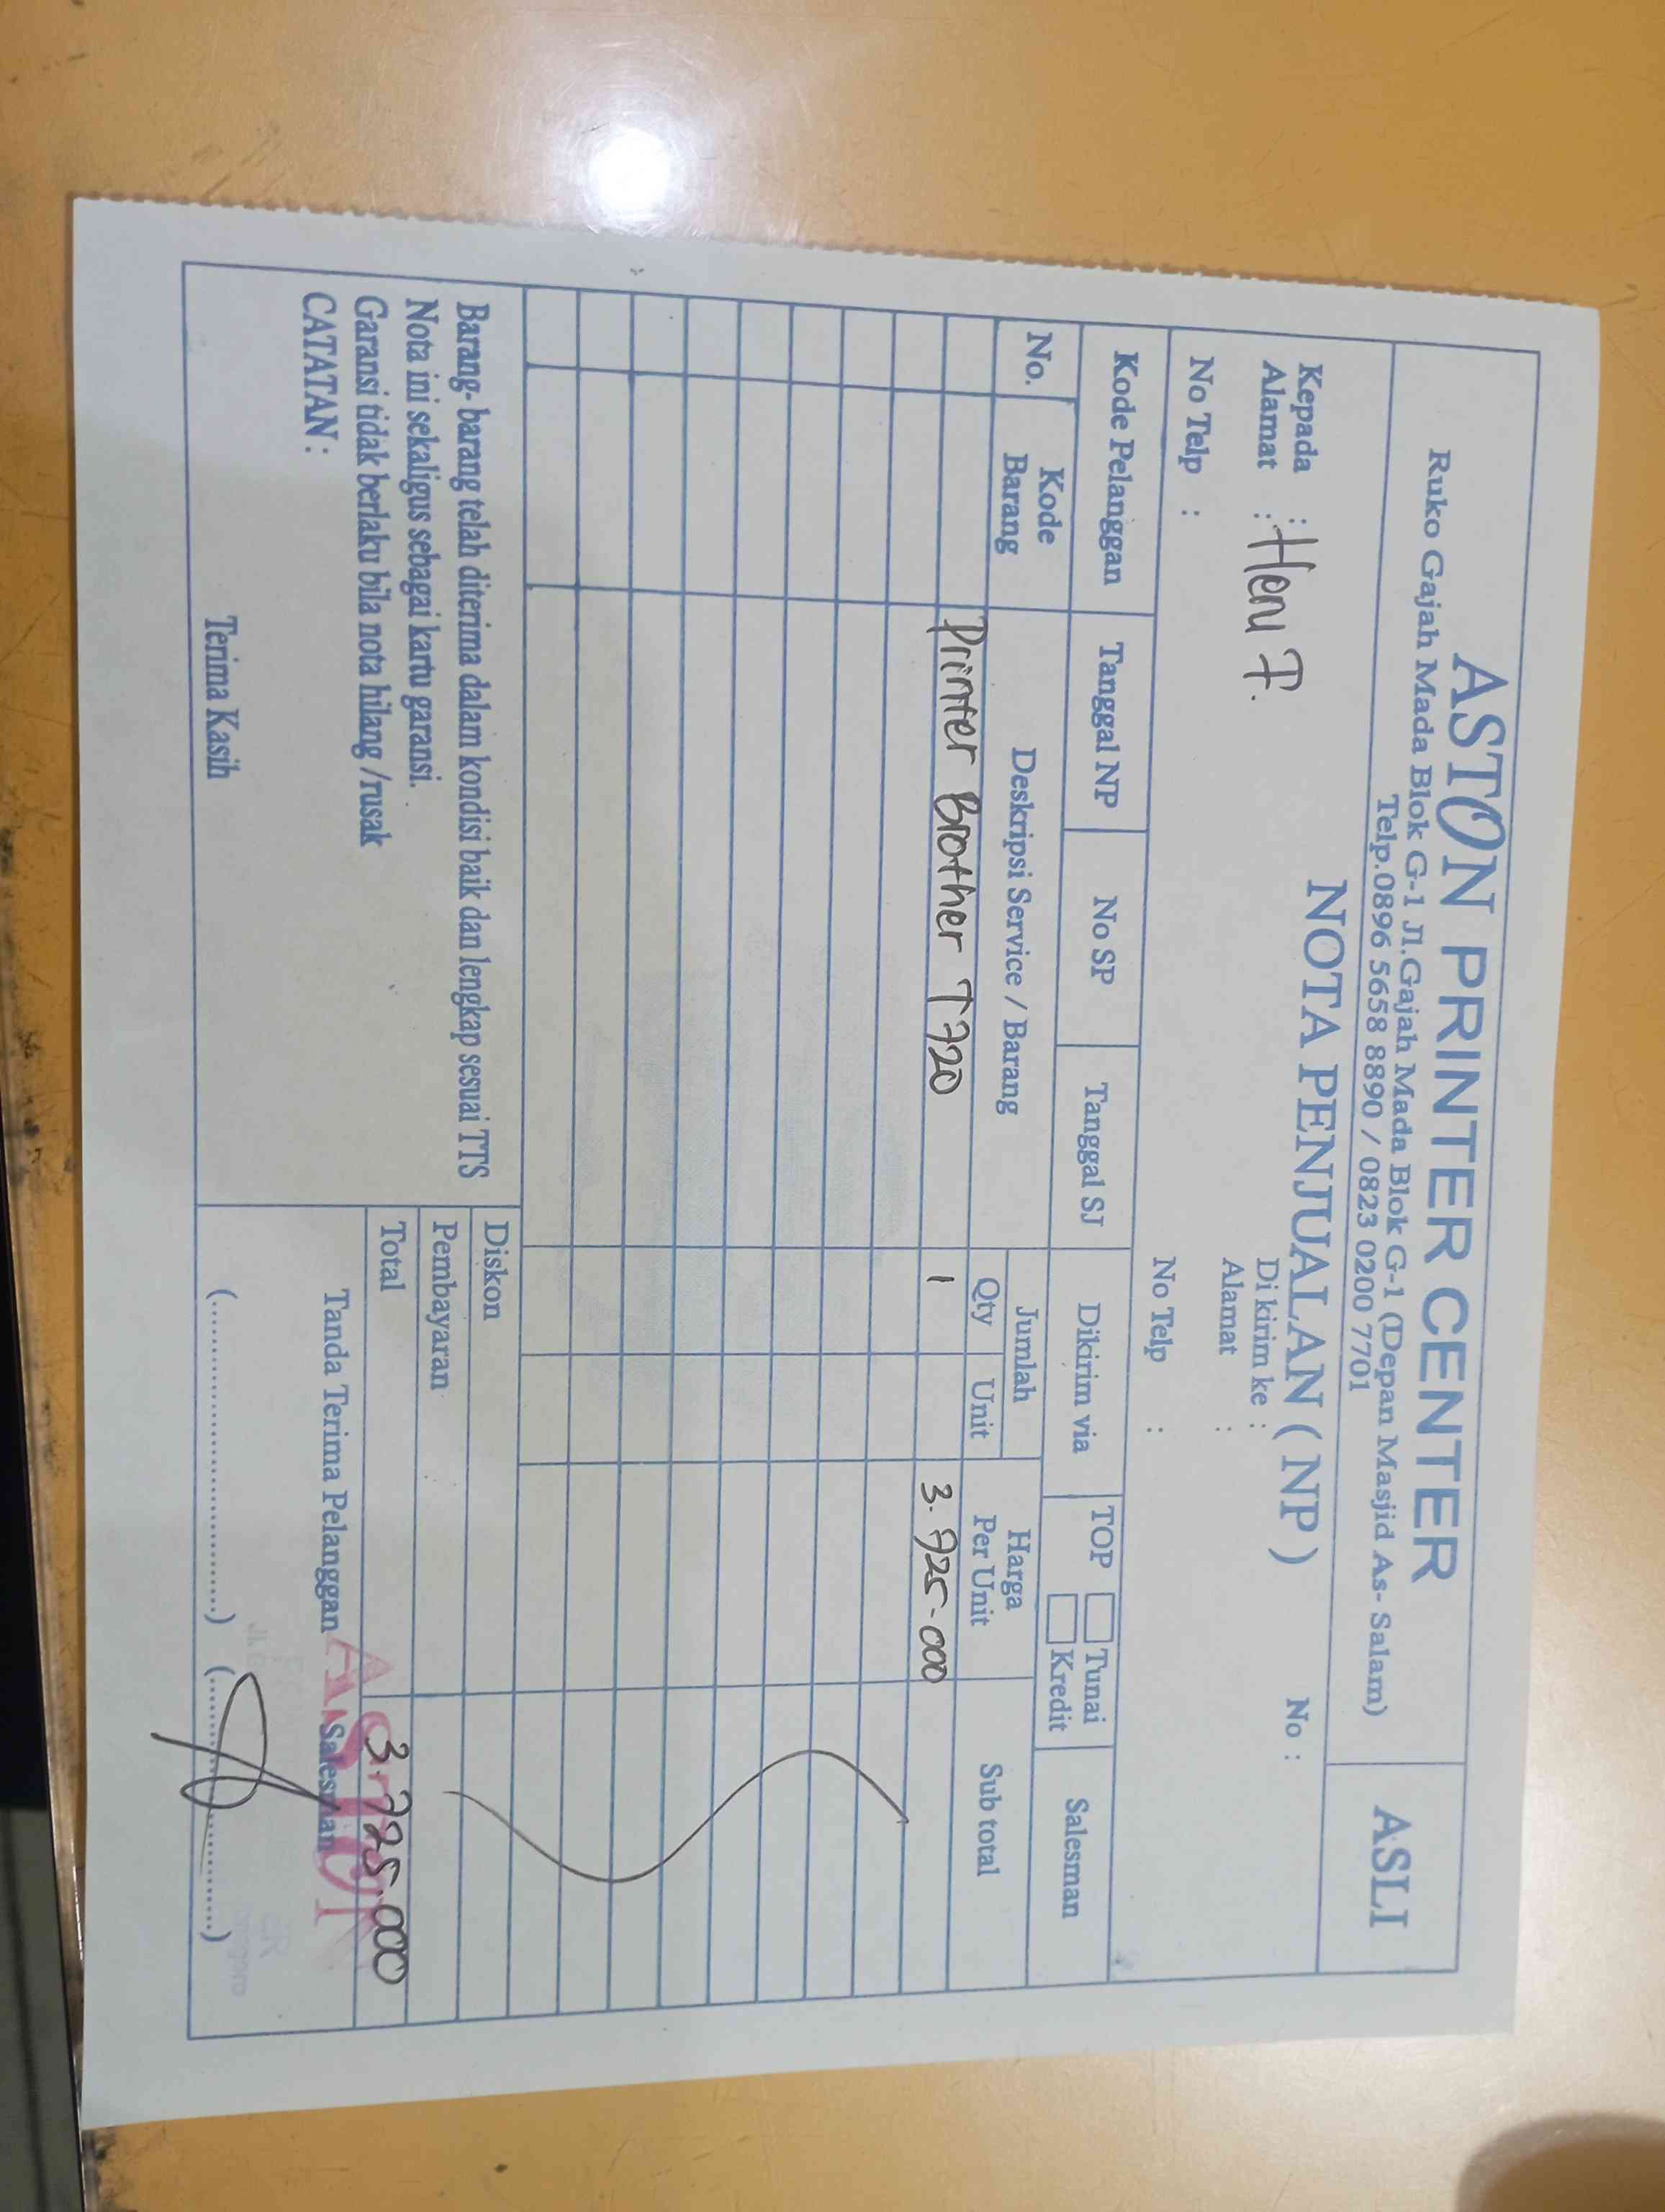 ASTON PRINTER CENTER
Ruko Gajah Mada Blok G-1 Jl.Gajah Mada Blok G-1 (Depan Masjid As- Salam)
Telp.0896 5658 8890 / 0823 0200 7701
ASLI
NOTA PENJUALAN ( NP )
No :
Kepada :
Alamat : Henu F.
No Telp :
Di kirim ke :
Alamat :
No Telp :
Kode Pelanggan Tanggal NP No SP Tanggal SJ Dikirim via TOP Tunai Kredit Salesman
No. Kode Barang Deskripsi Service / Barang Jumlah Qty Unit Harga Per Unit Sub total
Printer Brother T720 1 3.725.000
Barang- barang telah diterima dalam kondisi baik dan lengkap sesuai TTS
Nota ini sekaligus sebagai kartu garansi.
Garansi tidak berlaku bila nota hilang /rusak
CATATAN :
Terima Kasih
Diskon
Pembayaran
Total 3.725.000
Tanda Terima Pelanggan Salesman
(..............................) (..............................)